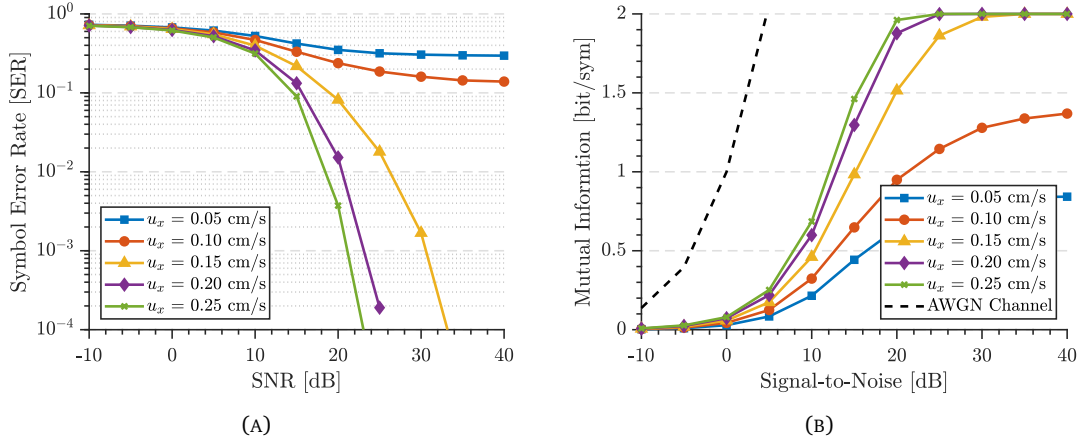 10^0
10^-1
10^-2
10^-3
10^-4
-10 0 10 20 30 40
Symbol Error Rate [SER]
SNR [dB]
u_x = 0.05 cm/s
u_x = 0.10 cm/s
u_x = 0.15 cm/s
u_x = 0.20 cm/s
u_x = 0.25 cm/s
(A)
2
1.5
1
0.5
0
-10 0 10 20 30 40
Mutual Informtion [bit/sym]
Signal-to-Noise [dB]
u_x = 0.05 cm/s
u_x = 0.10 cm/s
u_x = 0.15 cm/s
u_x = 0.20 cm/s
u_x = 0.25 cm/s
AWGN Channel
(B)